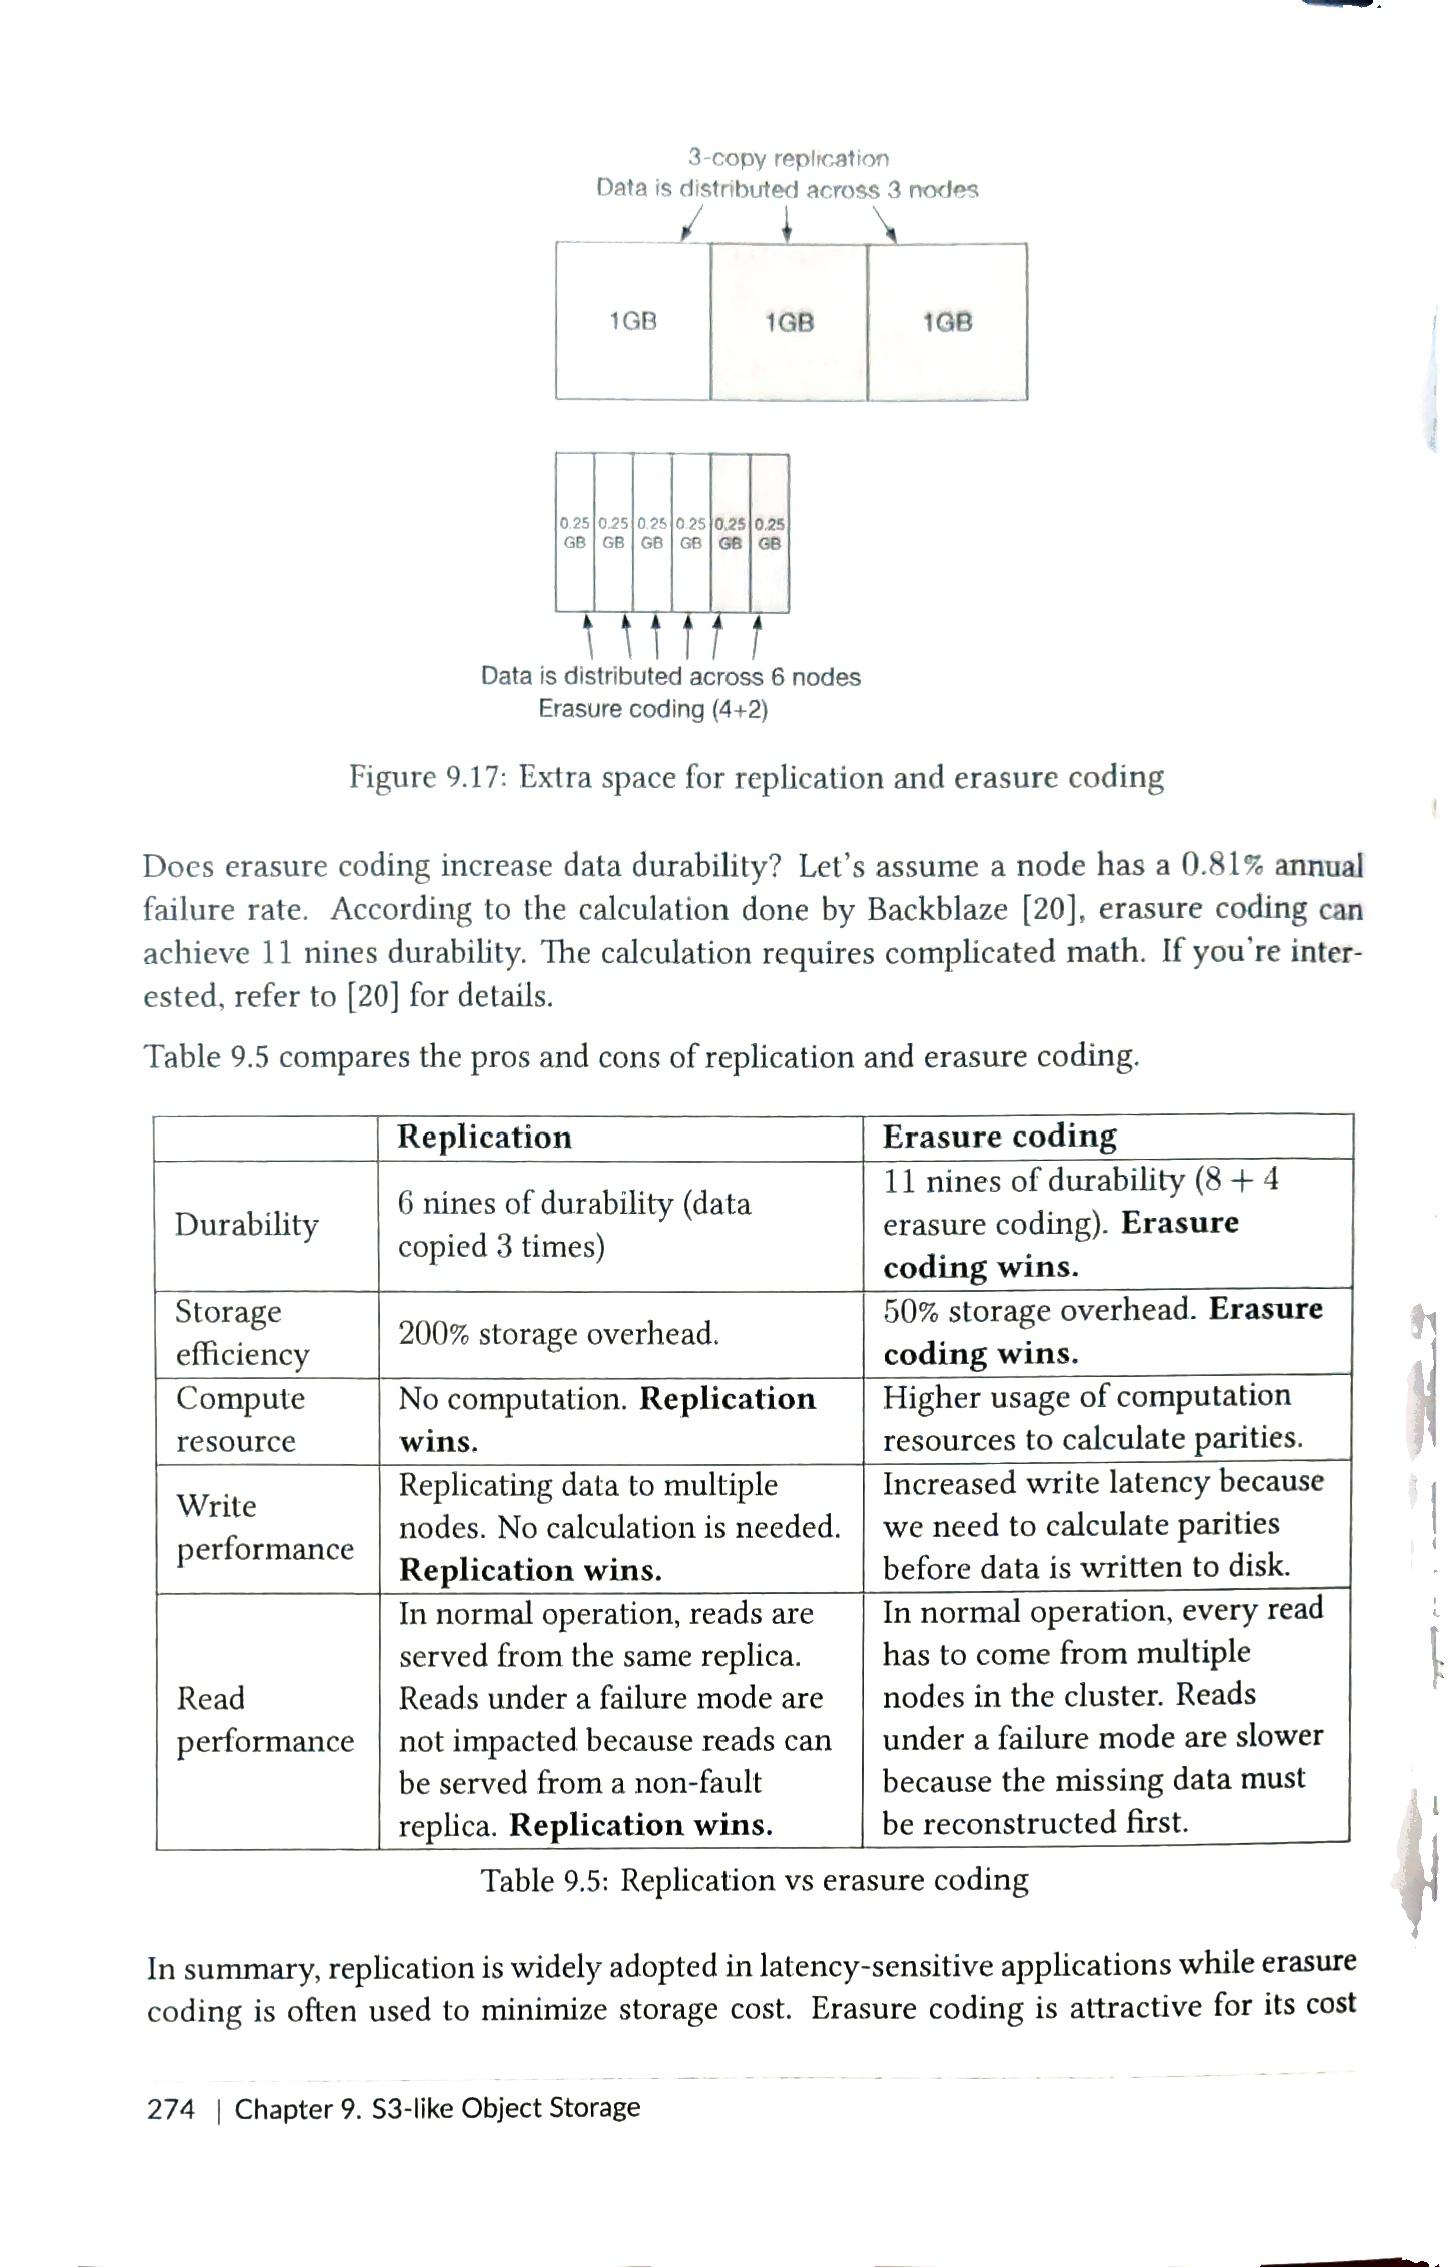 3-copy replication
Data is distributed across 3 nodes
1GB 1GB 1GB
0.25 0.25 0.25 0.25 0.25 0.25
GB GB GB GB GB GB
Data is distributed across 6 nodes
Erasure coding (4+2)
Figure 9.17: Extra space for replication and erasure coding
Does erasure coding increase data durability? Let's assume a node has a 0.81% annual
failure rate. According to the calculation done by Backblaze [20], erasure coding can
achieve 11 nines durability. The calculation requires complicated math. If you're inter-
ested, refer to [20] for details.
Table 9.5 compares the pros and cons of replication and erasure coding.
Replication Erasure coding
Durability
6 nines of durability (data
copied 3 times)
11 nines of durability (8 + 4
erasure coding). Erasure
coding wins.
Storage
efficiency
200% storage overhead.
50% storage overhead. Erasure
coding wins.
Compute
resource
No computation. Replication
wins.
Higher usage of computation
resources to calculate parities.
Write
performance
Replicating data to multiple
nodes. No calculation is needed.
Replication wins.
Increased write latency because
we need to calculate parities
before data is written to disk.
Read
performance
In normal operation, reads are
served from the same replica.
Reads under a failure mode are
not impacted because reads can
be served from a non-fault
replica. Replication wins.
In normal operation, every read
has to come from multiple
nodes in the cluster. Reads
under a failure mode are slower
because the missing data must
be reconstructed first.
Table 9.5: Replication vs erasure coding
In summary, replication is widely adopted in latency-sensitive applications while erasure
coding is often used to minimize storage cost. Erasure coding is attractive for its cost
274 | Chapter 9. S3-like Object Storage